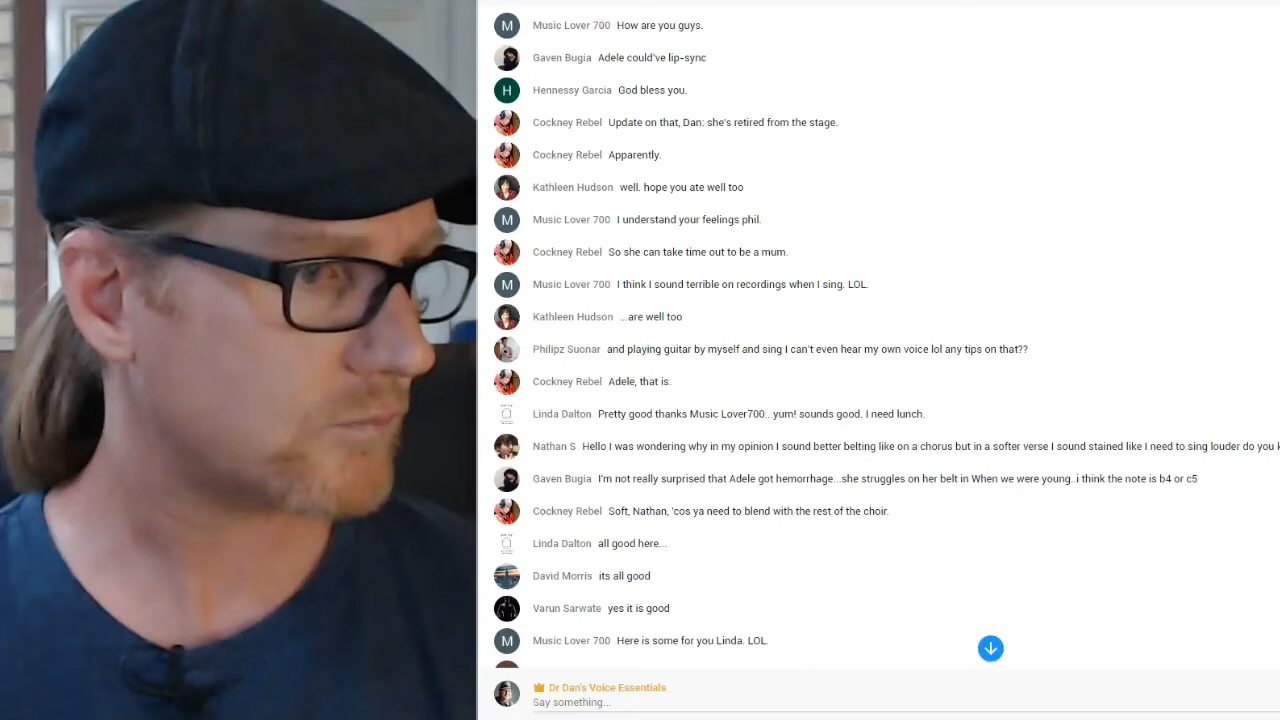 M Music Lover 700 How are you guys.
Gaven Bugia Adele could've lip-sync
H Hennessy Garcia God bless you.
Cockney Rebel Update on that, Dan: she's retired from the stage.
Cockney Rebel Apparently.
Kathleen Hudson well. hope you ate well too
M Music Lover 700 I understand your feelings phil.
Cockney Rebel So she can take time out to be a mum.
M Music Lover 700 I think I sound terrible on recordings when I sing. LOL.
Kathleen Hudson ...are well too
Philipz Suonar and playing guitar by myself and sing I can't even hear my own voice lol any tips on that??
Cockney Rebel Adele, that is.
Linda Dalton Pretty good thanks Music Lover700...yum! sounds good. I need lunch.
Nathan S Hello I was wondering why in my opinion I sound better belting like on a chorus but in a softer verse I sound stained like I need to sing louder do you
Gaven Bugia I'm not really surprised that Adele got hemorrhage...she struggles on her belt in When we were young..i think the note is b4 or c5
Cockney Rebel Soft, Nathan, 'cos ya need to blend with the rest of the choir.
Linda Dalton all good here...
David Morris its all good
Varun Sarwate yes it is good
M Music Lover 700 Here is some for you Linda. LOL.
Dr Dan's Voice Essentials
Say something...